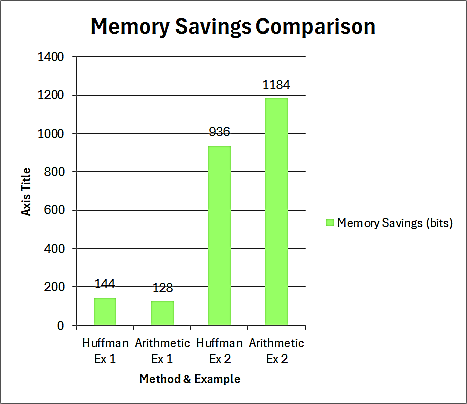 Memory Savings Comparison
1400
1200
1000
800
600
400
200
0
Axis Title
144
128
936
1184
Huffman Ex 1
Arithmetic Ex 1
Huffman Ex 2
Arithmetic Ex 2
Method & Example
Memory Savings (bits)